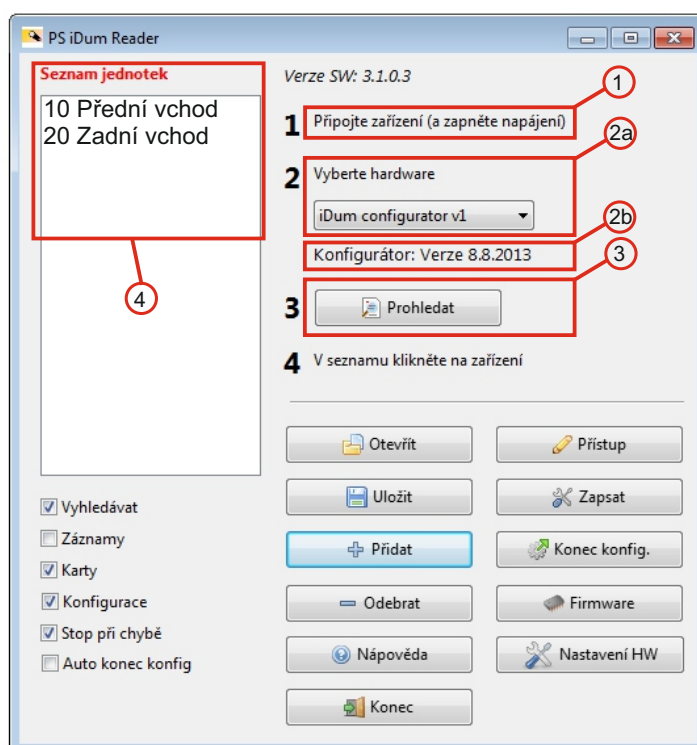 PS iDum Reader
Seznam jednotek
10 Přední vchod
20 Zadní vchod
4
Vyhledávat
Záznamy
Karty
Konfigurace
Stop při chybě
Auto konec konfig
Verze SW: 3.1.0.3
1
1 Připojte zařízení (a zapněte napájení)
2a
2 Vyberte hardware
iDum configurator v1
2b
Konfigurátor: Verze 8.8.2013
3
3 Prohledat
4 V seznamu klikněte na zařízení
Otevřít Přístup
Uložit Zapsat
Přidat Konec konfig.
Odebrat Firmware
Nápověda Nastavení HW
Konec